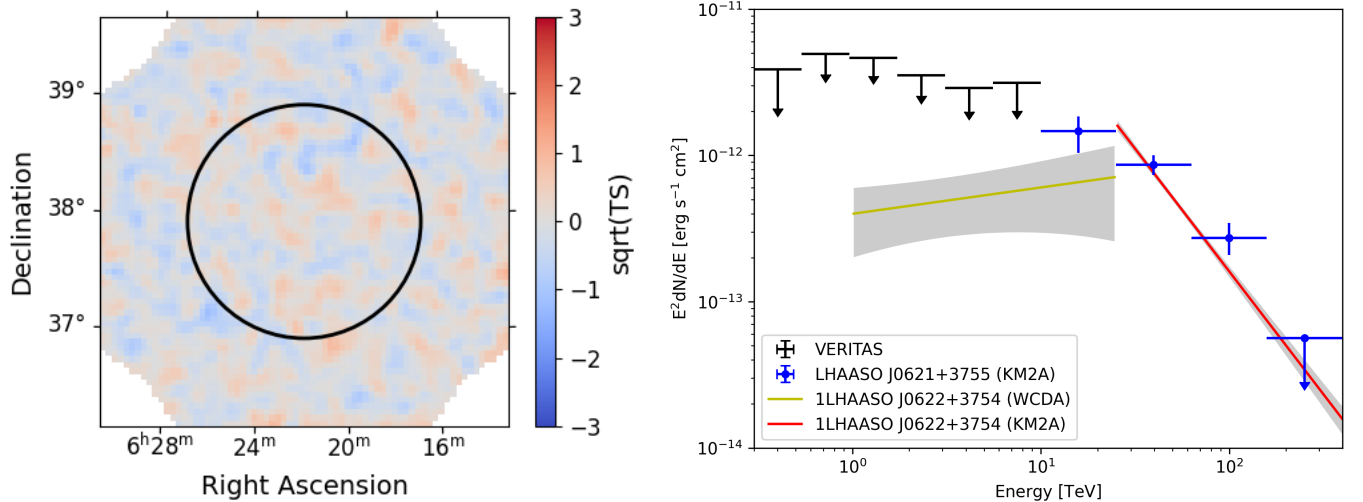 39°
38°
37°
Declination
6ʰ28ᵐ 24ᵐ 20ᵐ 16ᵐ
Right Ascension
3
2
1
0
−1
−2
−3
sqrt(TS)
10⁻¹¹
10⁻¹²
10⁻¹³
10⁻¹⁴
E²dN/dE [erg s⁻¹ cm²]
VERITAS
LHAASO J0621+3755 (KM2A)
1LHAASO J0622+3754 (WCDA)
1LHAASO J0622+3754 (KM2A)
10⁰ 10¹ 10²
Energy [TeV]